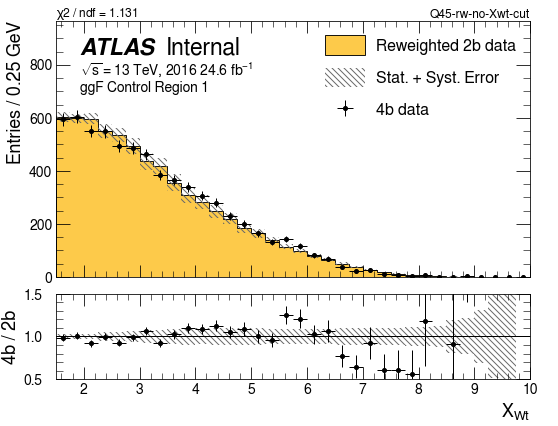 χ2 / ndf = 1.131
Q45-rw-no-Xwt-cut
Entries / 0.25 GeV
ATLAS Internal
√s = 13 TeV, 2016 24.6 fb⁻¹
ggF Control Region 1
Reweighted 2b data
Stat. + Syst. Error
4b data
800
600
400
200
0
4b / 2b
1.5
1.0
0.5
2 3 4 5 6 7 8 9 10
X_Wt